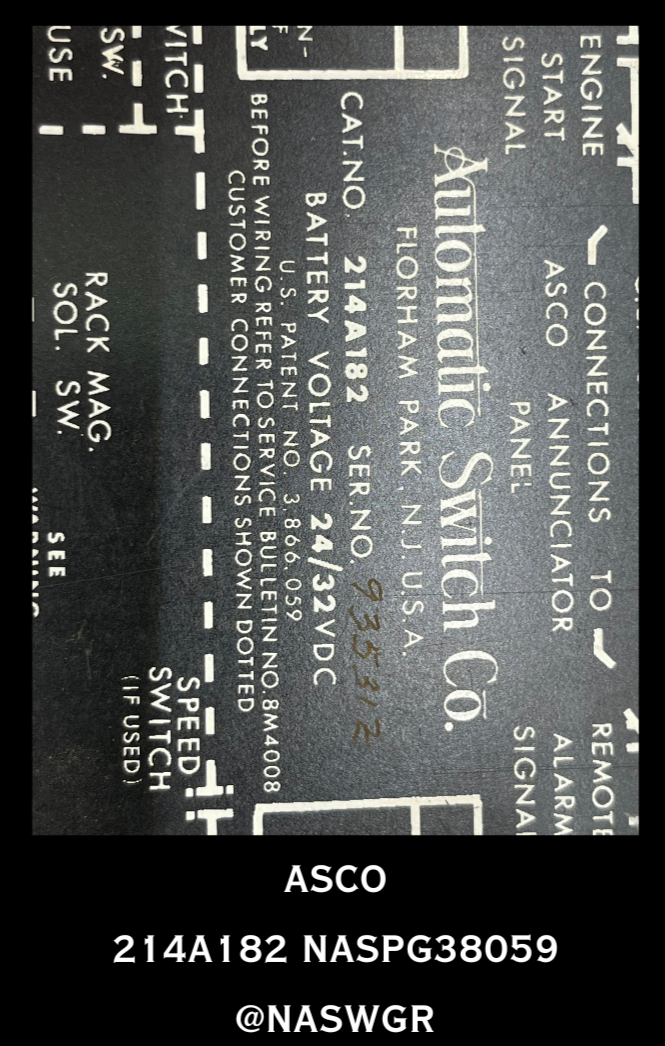 ENGINE
START
SIGNAL
CONNECTIONS TO
ASCO ANNUNCIATOR
PANEL
REMOTE
ALARM
SIGNAL
Automatic Switch Co.
FLORHAM PARK, N.J. U.S.A.
CAT.NO. 214A182 SER.NO. 935312
BATTERY VOLTAGE 24/32VDC
U.S. PATENT NO. 3,866,059
BEFORE WIRING REFER TO SERVICE BULLETIN NO.8M4008
CUSTOMER CONNECTIONS SHOWN DOTTED
SW.
USE
RACK MAG.
SOL. SW.
SEE
SPEED
SWITCH
(IF USED)
ASCO
214A182 NASPG38059
@NASWGR